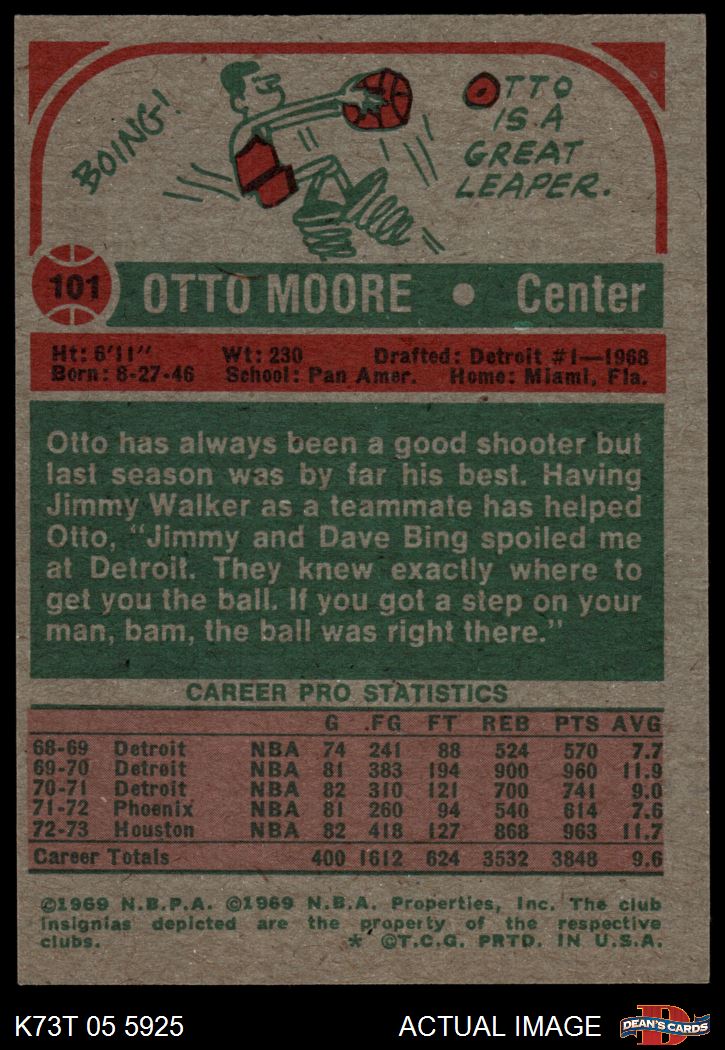 BOING!
OTTO
IS A
GREAT
LEAPER.
101 OTTO MOORE • Center
Ht: 6'11" Wt: 230 Drafted: Detroit #1—1968
Born: 8-27-46 School: Pan Amer. Home: Miami, Fla.
Otto has always been a good shooter but
last season was by far his best. Having
Jimmy Walker as a teammate has helped
Otto, "Jimmy and Dave Bing spoiled me
at Detroit. They knew exactly where to
get you the ball. If you got a step on your
man, bam, the ball was right there."
CAREER PRO STATISTICS
G FG FT REB PTS AVG
68-69 Detroit NBA 74 241 88 524 570 7.7
69-70 Detroit NBA 81 383 194 900 960 11.9
70-71 Detroit NBA 82 310 121 700 741 9.0
71-72 Phoenix NBA 81 260 94 540 614 7.6
72-73 Houston NBA 82 418 127 868 963 11.7
Career Totals 400 1612 624 3532 3848 9.6
©1969 N.B.P.A. ©1969 N.B.A. Properties, Inc. The club
insignias depicted are the property of the respective
clubs. * ©T.C.G. PRTD. IN U.S.A.
K73T 05 5925 ACTUAL IMAGE DEAN'S CARDS